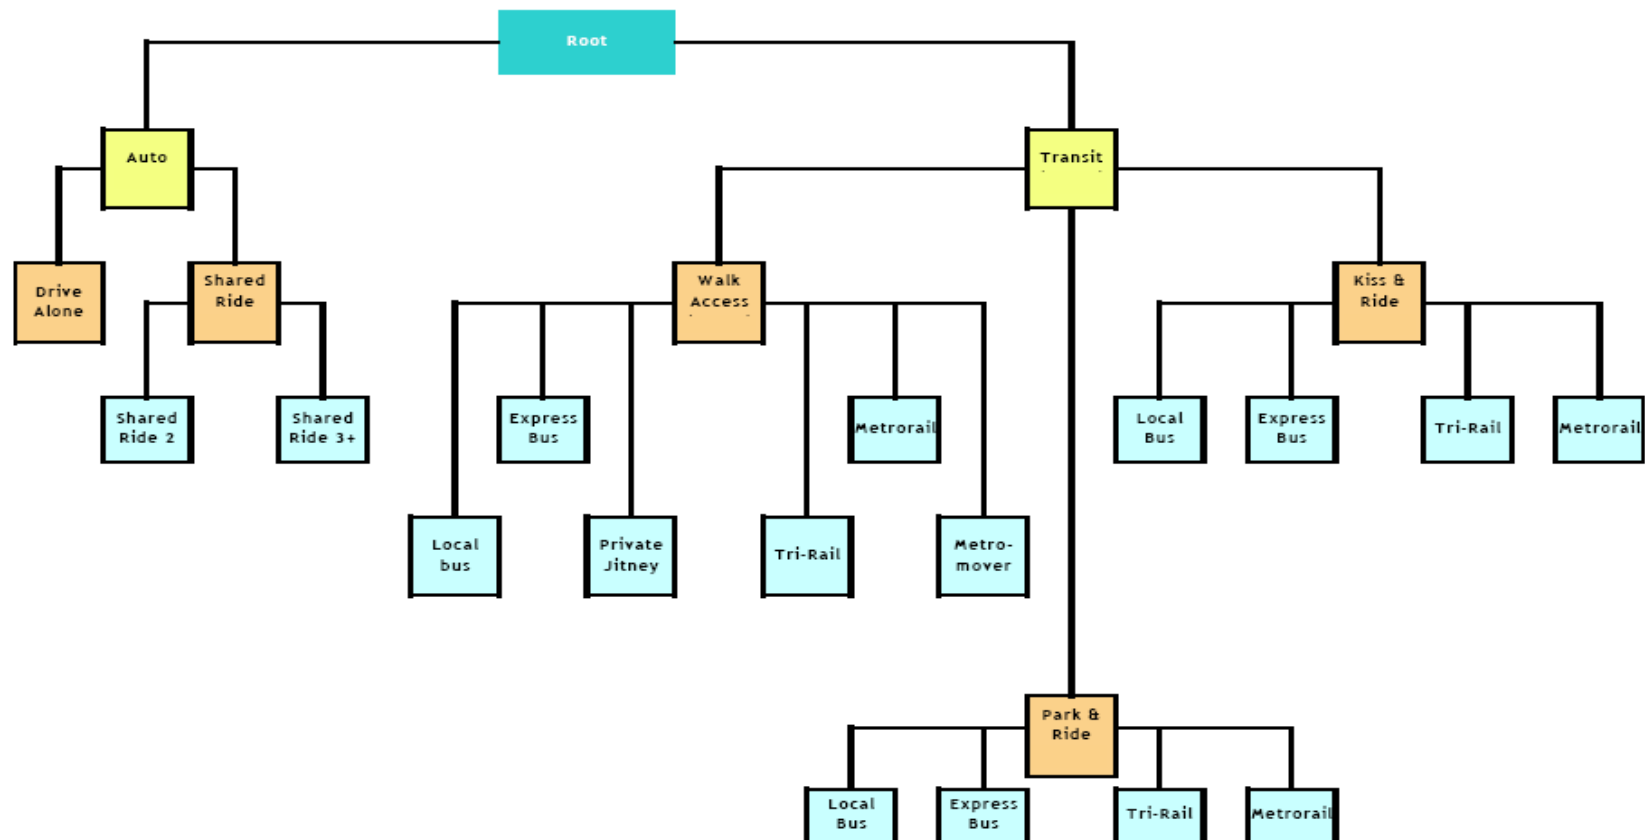 Root
Auto
Transit
Drive
Alone
Shared
Ride
Walk
Access
Kiss &
Ride
Shared
Ride 2
Shared
Ride 3+
Express
Bus
Metrorail
Local
Bus
Express
Bus
Tri-Rail
Metrorail
Local
bus
Private
Jitney
Tri-Rail
Metro-
mover
Park &
Ride
Local
Bus
Express
Bus
Tri-Rail
Metrorail